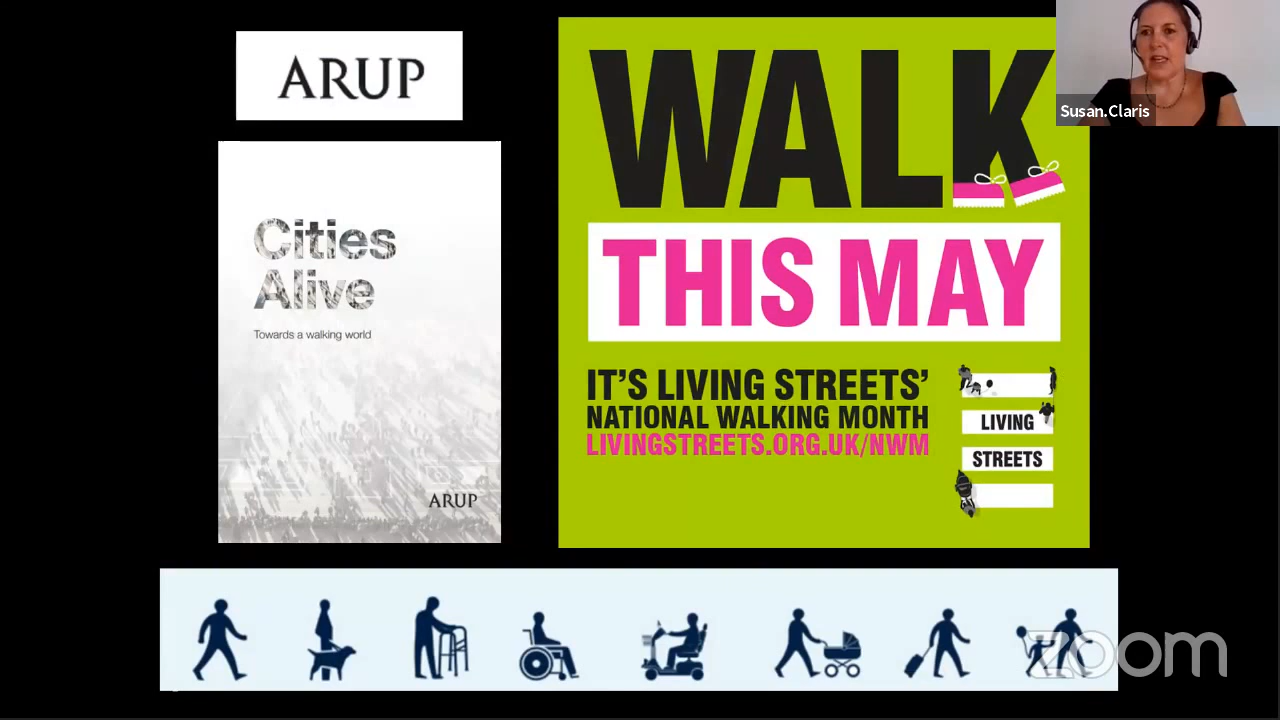 ARUP
Cities
Alive
Towards a walking world
ARUP
WALK
THIS MAY
IT'S LIVING STREETS'
NATIONAL WALKING MONTH
LIVINGSTREETS.ORG.UK/NWM
LIVING
STREETS
Susan.Claris
zoom